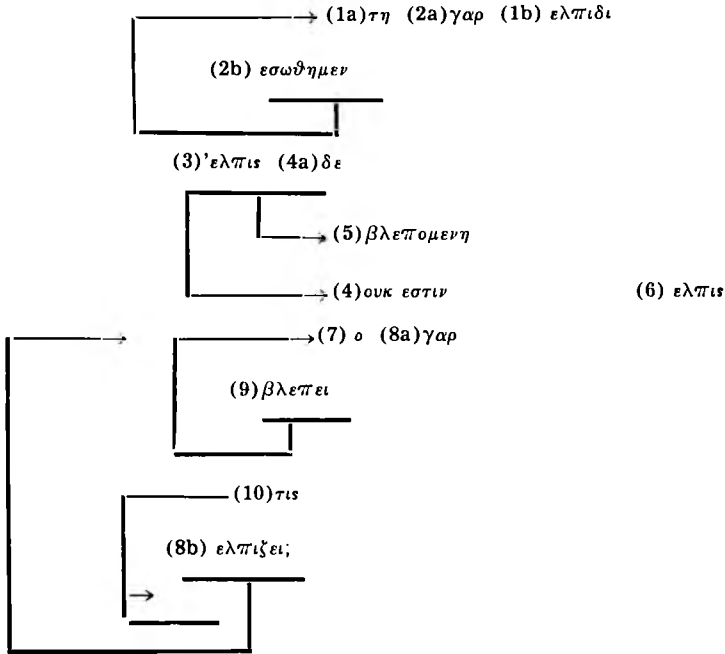 (1a)τη (2a)γαρ (1b) ελπιδι
(2b) εσωθημεν
(3)'ελπις (4a)δε
(5)βλεπομενη
(4)ουκ εστιν (6) ελπις
(7) ο (8a)γαρ
(9)βλεπει
(10)τις
(8b) ελπιζει;